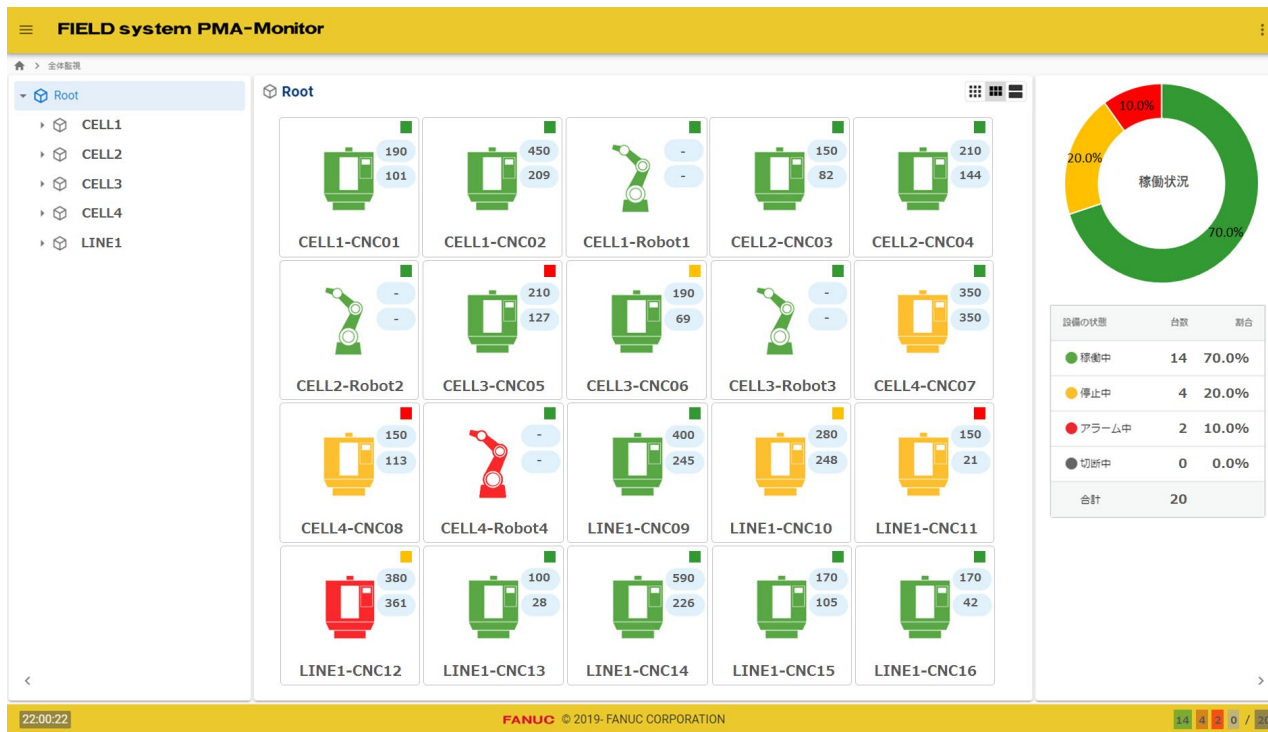 FIELD system PMA-Monitor
全体監視
Root
CELL1
CELL2
CELL3
CELL4
LINE1
Root
190
101
CELL1-CNC01
450
209
CELL1-CNC02
-
-
CELL1-Robot1
150
82
CELL2-CNC03
210
144
CELL2-CNC04
-
-
CELL2-Robot2
210
127
CELL3-CNC05
190
69
CELL3-CNC06
-
-
CELL3-Robot3
350
350
CELL4-CNC07
150
113
CELL4-CNC08
-
-
CELL4-Robot4
400
245
LINE1-CNC09
280
248
LINE1-CNC10
150
21
LINE1-CNC11
380
361
LINE1-CNC12
100
28
LINE1-CNC13
590
226
LINE1-CNC14
170
105
LINE1-CNC15
170
42
LINE1-CNC16
10.0%
20.0%
稼働状況
70.0%
設備の状態 台数 割合
稼働中 14 70.0%
停止中 4 20.0%
アラーム中 2 10.0%
切断中 0 0.0%
合計 20
22:00:22
FANUC © 2019- FANUC CORPORATION
14 4 2 0 / 20